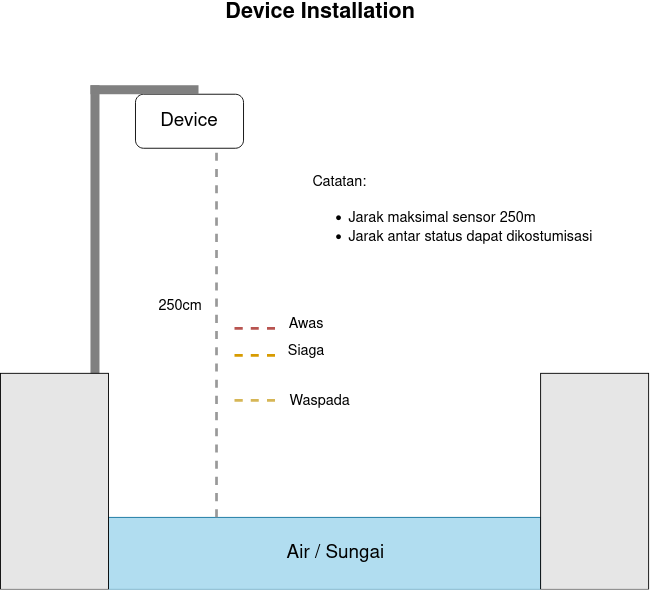 Device Installation
Device
Catatan:
• Jarak maksimal sensor 250m
• Jarak antar status dapat dikostumisasi
250cm
Awas
Siaga
Waspada
Air / Sungai